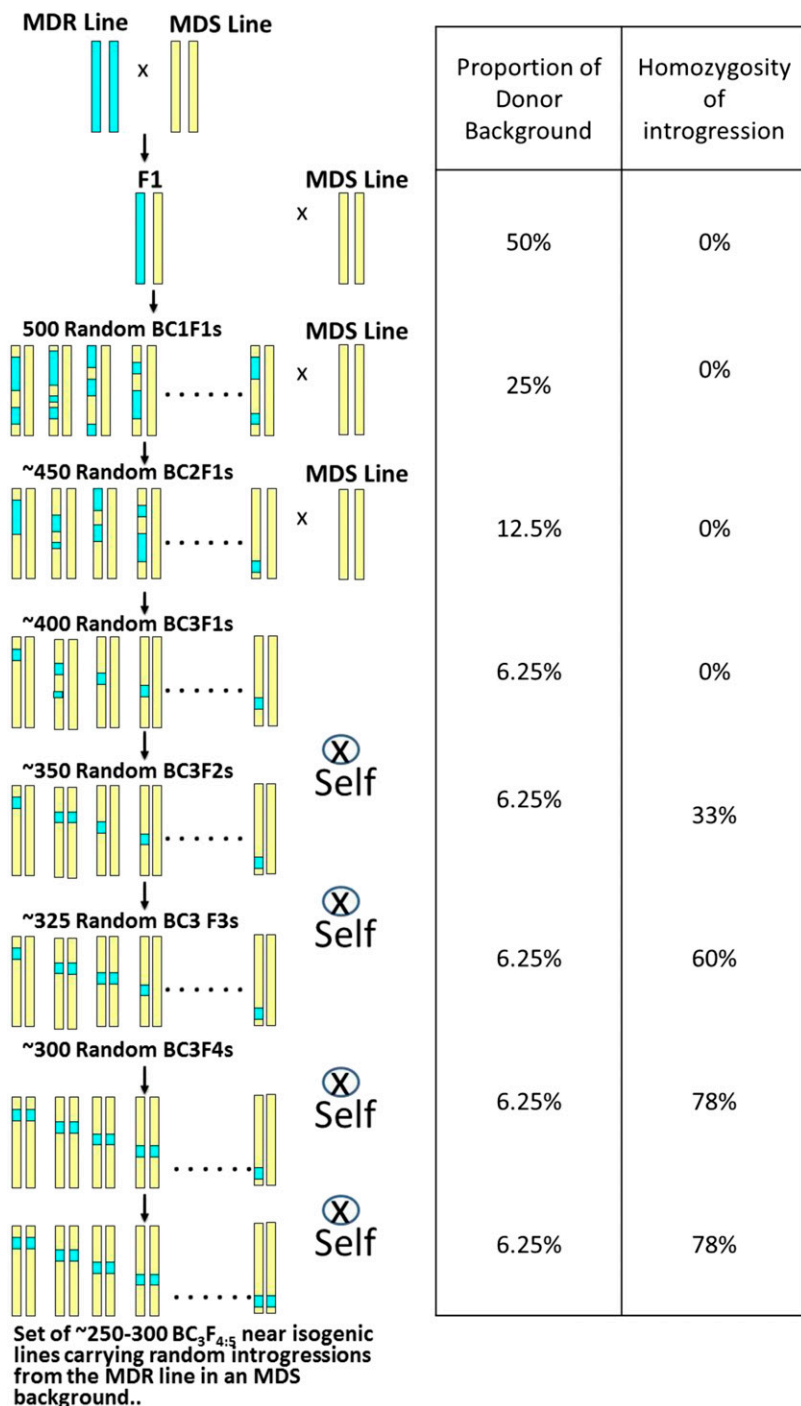 MDR Line
x
MDS Line
F1
x
MDS Line
500 Random BC1F1s
x
MDS Line
~450 Random BC2F1s
x
MDS Line
~400 Random BC3F1s
X
Self
~350 Random BC3F2s
X
Self
~325 Random BC3 F3s
X
Self
~300 Random BC3F4s
X
Self
Set of ~250-300 BC₃F₄:₅ near isogenic
lines carrying random introgressions
from the MDR line in an MDS
background..
Proportion of
Donor
Background
Homozygosity
of
introgression
50%
0%
25%
0%
12.5%
0%
6.25%
0%
6.25%
33%
6.25%
60%
6.25%
78%
6.25%
78%